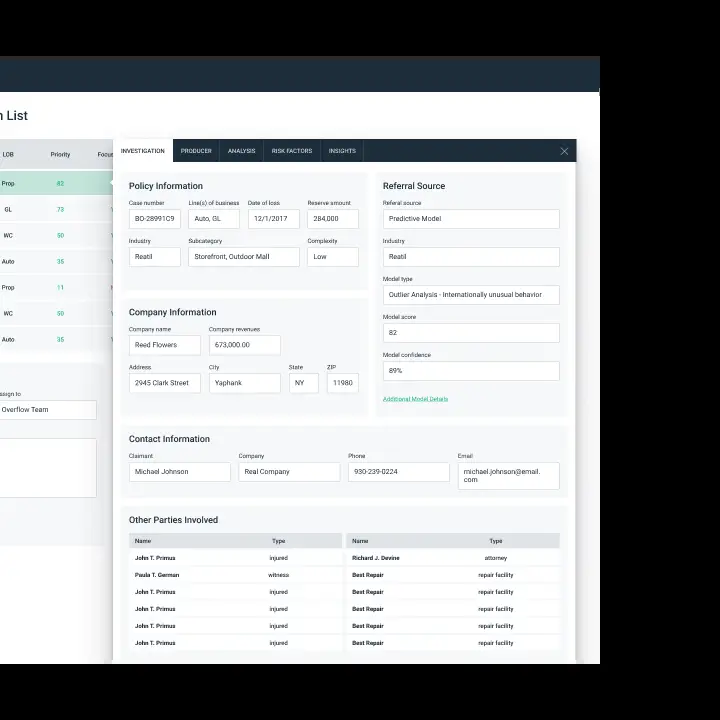 n List
LOB Priority Focus
Prop 82
GL 73
WC 50
Auto 35
Prop 11
WC 50
Auto 35
ssign to
Overflow Team
INVESTIGATION PRODUCER ANALYSIS RISK FACTORS INSIGHTS
Policy Information
Case number Line(s) of business Date of loss Reserve amount
BO-28991C9 Auto, GL 12/1/2017 284,000
Industry Subcategory Complexity
Reatil Storefront, Outdoor Mall Low
Referral Source
Referal source
Predictive Model
Industry
Reatil
Model type
Outlier Analysis - Internationally unusual behavior
Model score
82
Model confidence
89%
Additional Model Details
Company Information
Company name Company revenues
Reed Flowers 673,000.00
Address City State ZIP
2945 Clark Street Yaphank NY 11980
Contact Information
Claimant Company Phone Email
Michael Johnson Real Company 930-239-0224 michael.johnson@email.
com
Other Parties Involved
Name Type Name Type
John T. Primus injured Richard J. Devine attorney
Paula T. German witness Best Repair repair facility
John T. Primus injured Best Repair repair facility
John T. Primus injured Best Repair repair facility
John T. Primus injured Best Repair repair facility
John T. Primus injured Best Repair repair facility